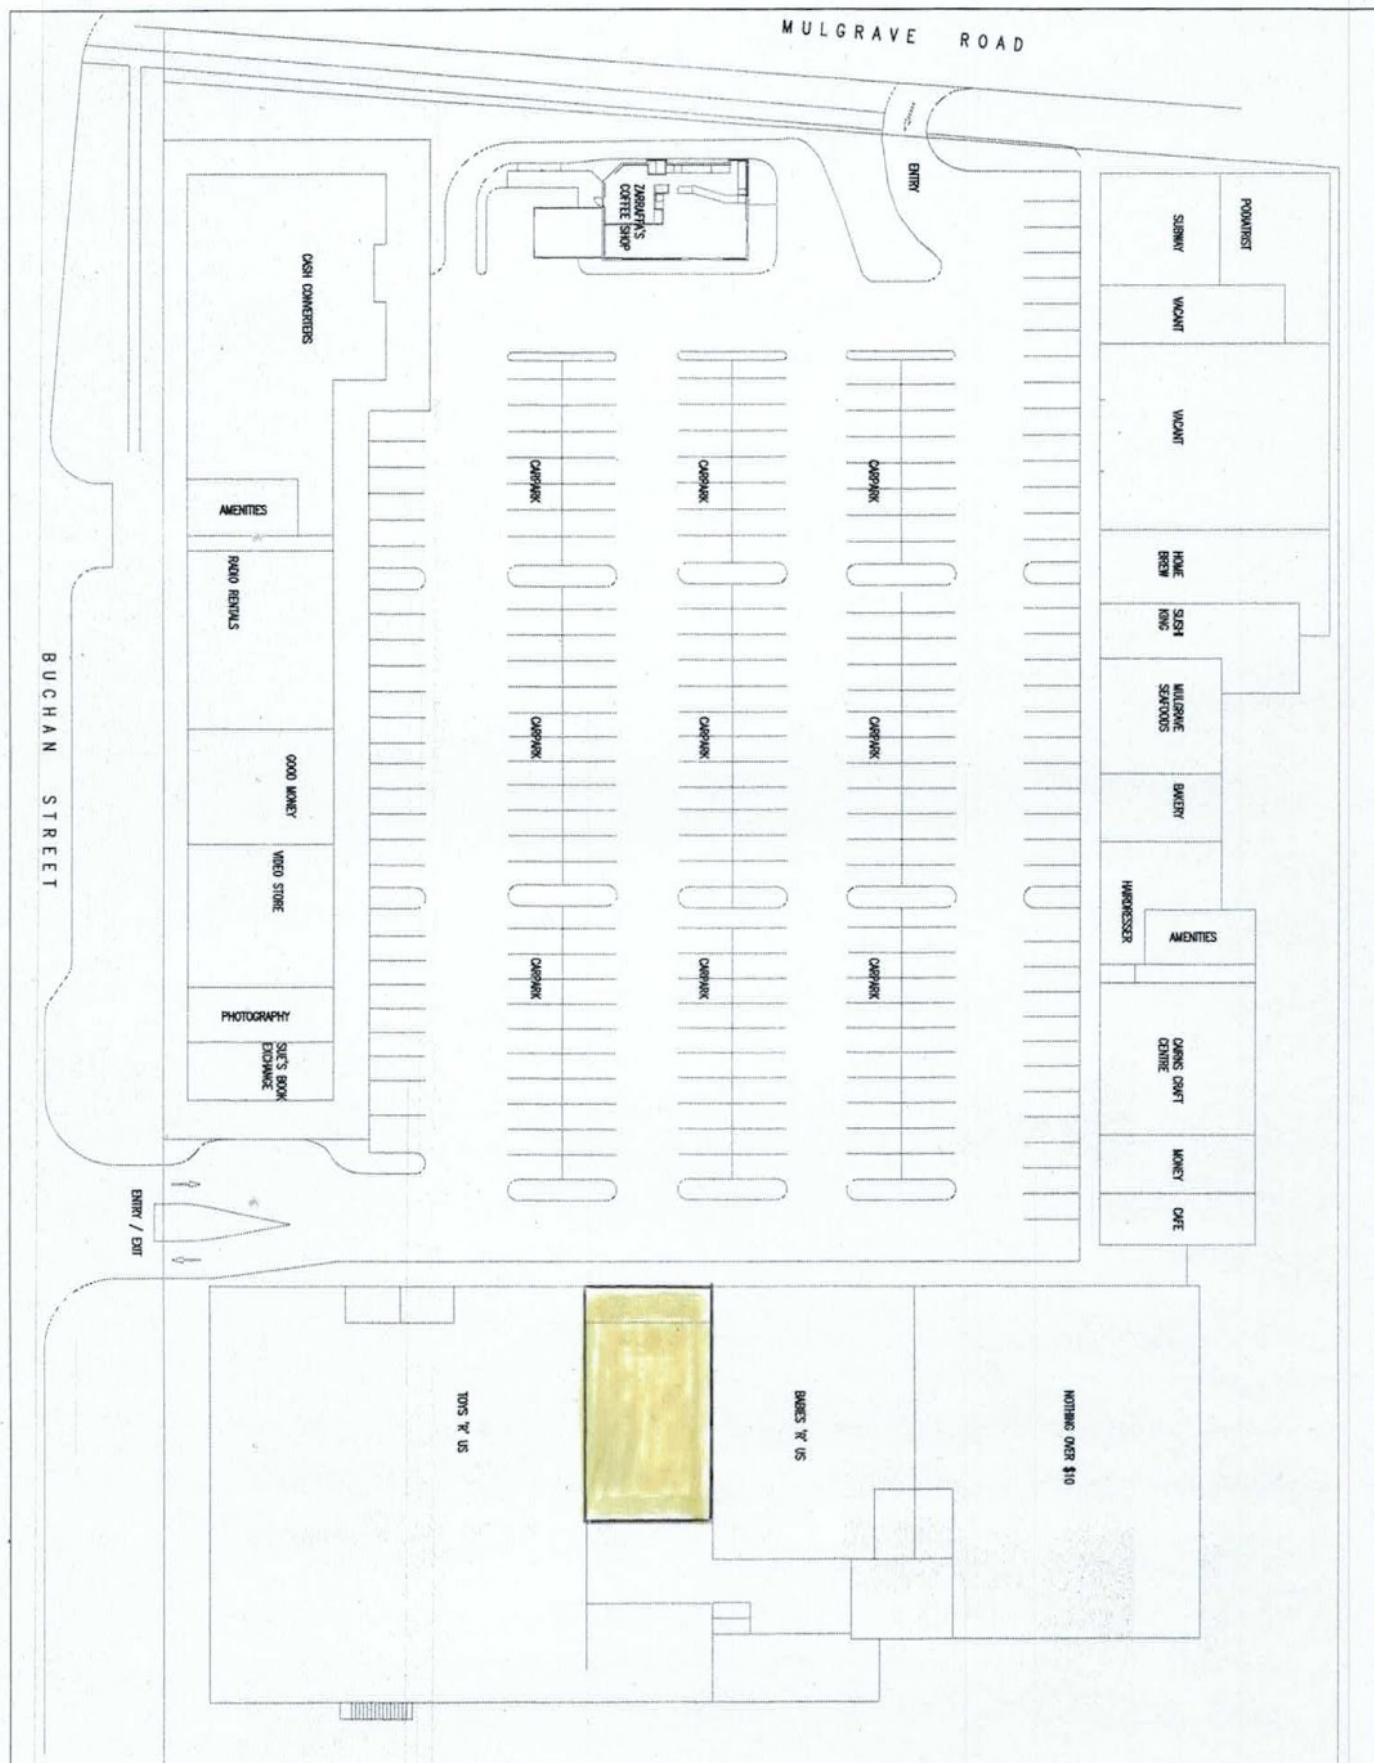 MULGRAVE ROAD
ENTRY
ZARRAFFA'S
COFFEE SHOP
PODIATRIST
SUBWAY
VACANT
CASH CONVERTERS
VACANT
CARPARK
CARPARK
CARPARK
AMENITIES
HOME
BREW
RADIO RENTALS
SUSHI
KING
MULGRAVE
SEAFOODS
BUCHAN STREET
CARPARK
CARPARK
CARPARK
GOOD MONEY
BAKERY
VIDEO STORE
HAIRDRESSER
AMENITIES
CARPARK
CARPARK
CARPARK
PHOTOGRAPHY
SUE'S BOOK
EXCHANGE
CAIRNS CRAFT
CENTRE
MONEY
CAFE
ENTRY / EXIT
TOYS 'R' US
BABIES 'R' US
NOTHING OVER $10